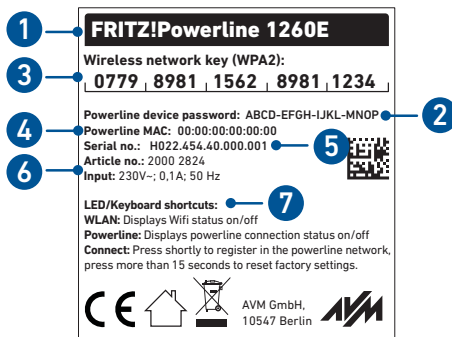 1 FRITZ!Powerline 1260E
Wireless network key (WPA2):
3 0779 8981 1562 8981 1234
Powerline device password: ABCD-EFGH-IJKL-MNOP 2
4 Powerline MAC: 00:00:00:00:00:00
Serial no.: H022.454.40.000.001 5
6 Article no.: 2000 2824
Input: 230V~; 0,1A; 50 Hz
LED/Keyboard shortcuts: 7
WLAN: Displays Wifi status on/off
Powerline: Displays powerline connection status on/off
Connect: Press shortly to register in the powerline network,
press more than 15 seconds to reset factory settings.
CE
AVM GmbH,
10547 Berlin
AVM